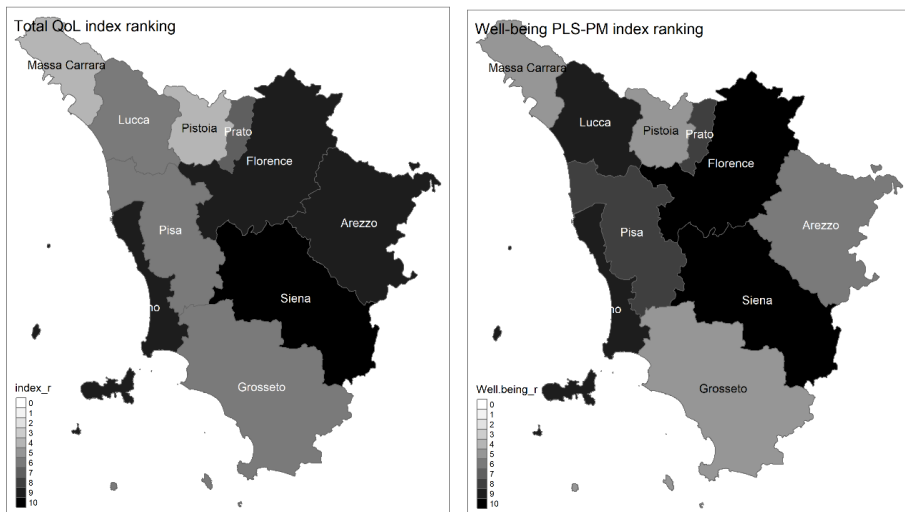 Total QoL index ranking
Massa Carrara
Lucca
Pistoia
Prato
Florence
Arezzo
Pisa
no
Siena
Grosseto
index_r
0
1
2
3
4
5
6
7
8
9
10
Well-being PLS-PM index ranking
Massa Carrara
Lucca
Pistoia
Prato
Florence
Arezzo
Pisa
no
Siena
Grosseto
Well.being_r
0
1
2
3
4
5
6
7
8
9
10